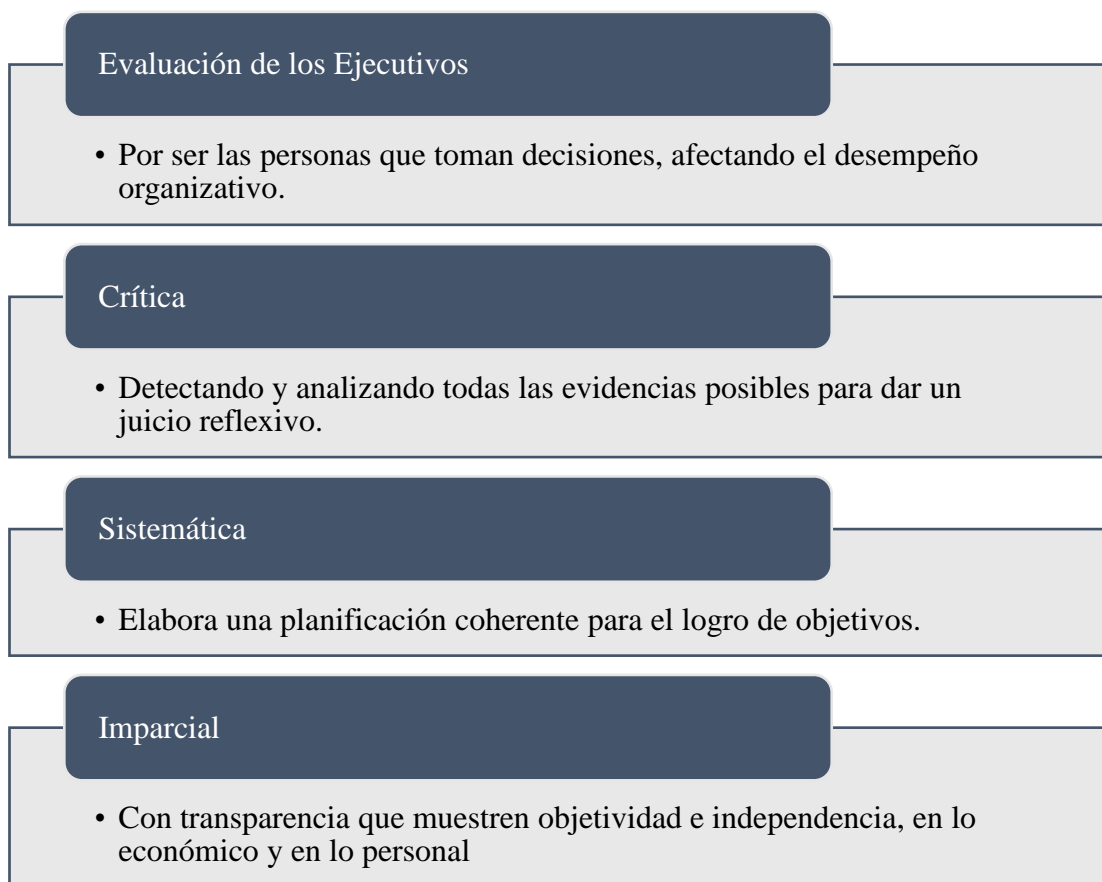 Evaluación de los Ejecutivos
• Por ser las personas que toman decisiones, afectando el desempeño
organizativo.
Crítica
• Detectando y analizando todas las evidencias posibles para dar un
juicio reflexivo.
Sistemática
• Elabora una planificación coherente para el logro de objetivos.
Imparcial
• Con transparencia que muestren objetividad e independencia, en lo
económico y en lo personal